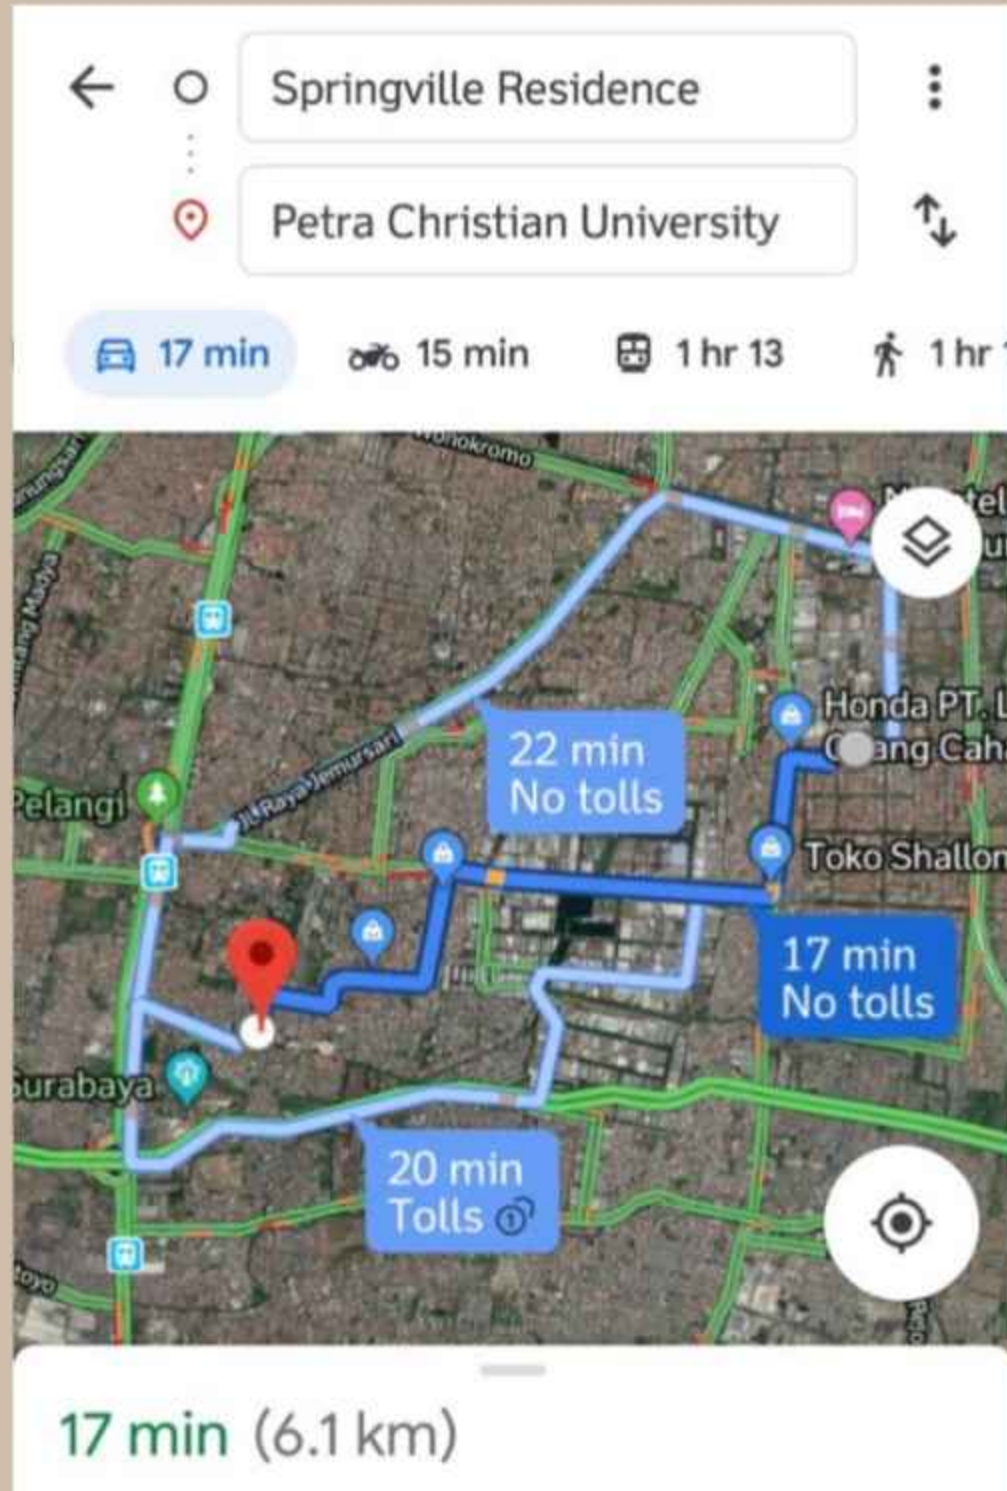 Springville Residence
Petra Christian University
17 min
15 min
1 hr 13
1 hr
Wonokromo
Jl. Raya Jemursari
Pelangi
22 min
No tolls
Honda PT.
Toko Shallon
17 min
No tolls
Surabaya
20 min
Tolls
17 min (6.1 km)